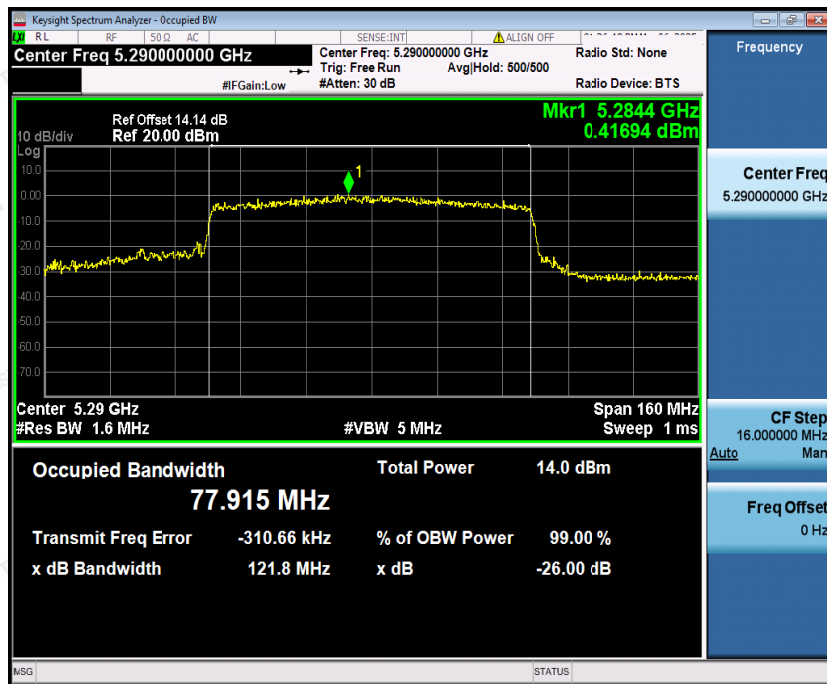 Keysight Spectrum Analyzer - Occupied BW
LXI RL RF 50 Ω AC SENSE:INT ALIGN OFF
Center Freq 5.290000000 GHz
Center Freq: 5.290000000 GHz
Radio Std: None
Trig: Free Run Avg|Hold: 500/500
#IFGain:Low
#Atten: 30 dB
Radio Device: BTS
Ref Offset 14.14 dB
Mkr1 5.2844 GHz
10 dB/div Ref 20.00 dBm
0.41694 dBm
Log
10.0
1
0.00
-10.0
-20.0
-30.0
-40.0
-50.0
-60.0
-70.0
Center 5.29 GHz
Span 160 MHz
#Res BW 1.6 MHz
#VBW 5 MHz
Sweep 1 ms
Occupied Bandwidth
Total Power 14.0 dBm
77.915 MHz
Transmit Freq Error -310.66 kHz
% of OBW Power 99.00 %
x dB Bandwidth 121.8 MHz
x dB -26.00 dB
MSG
STATUS
Frequency
Center Freq
5.290000000 GHz
CF Step
16.000000 MHz
Auto Man
Freq Offset
0 Hz